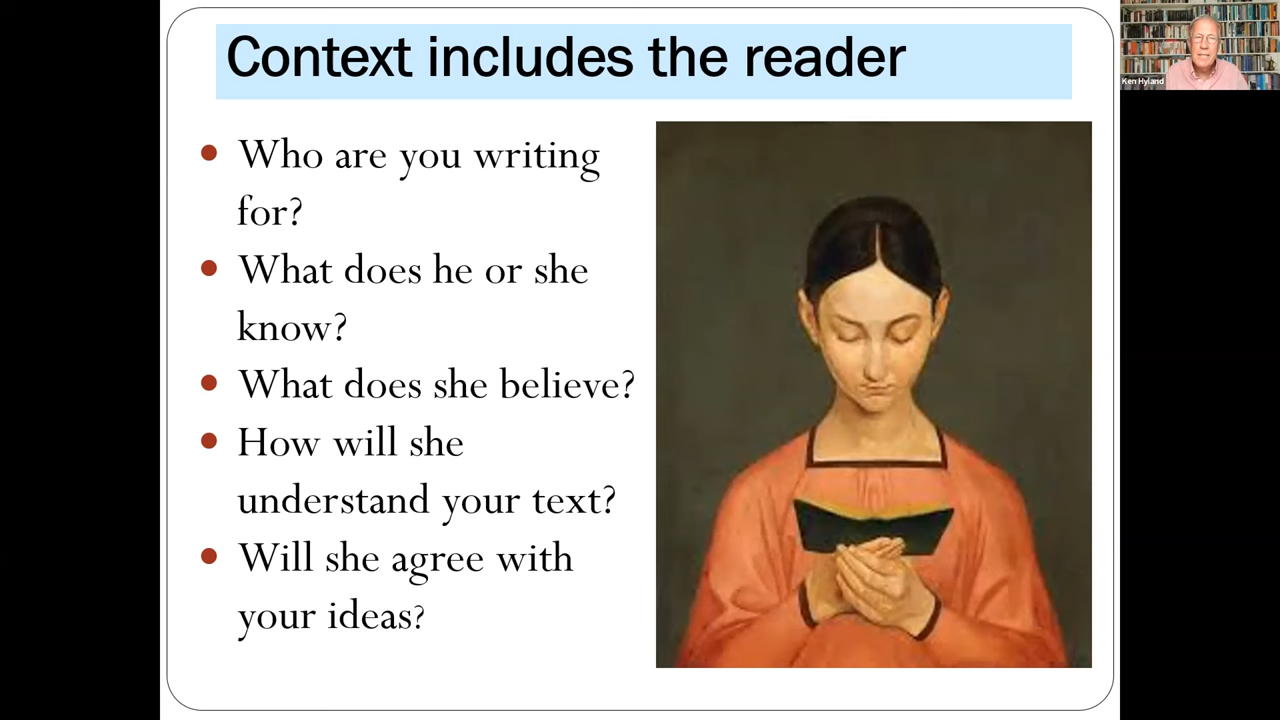 Context includes the reader
Ken Hyland
• Who are you writing
for?
• What does he or she
know?
• What does she believe?
• How will she
understand your text?
• Will she agree with
your ideas?